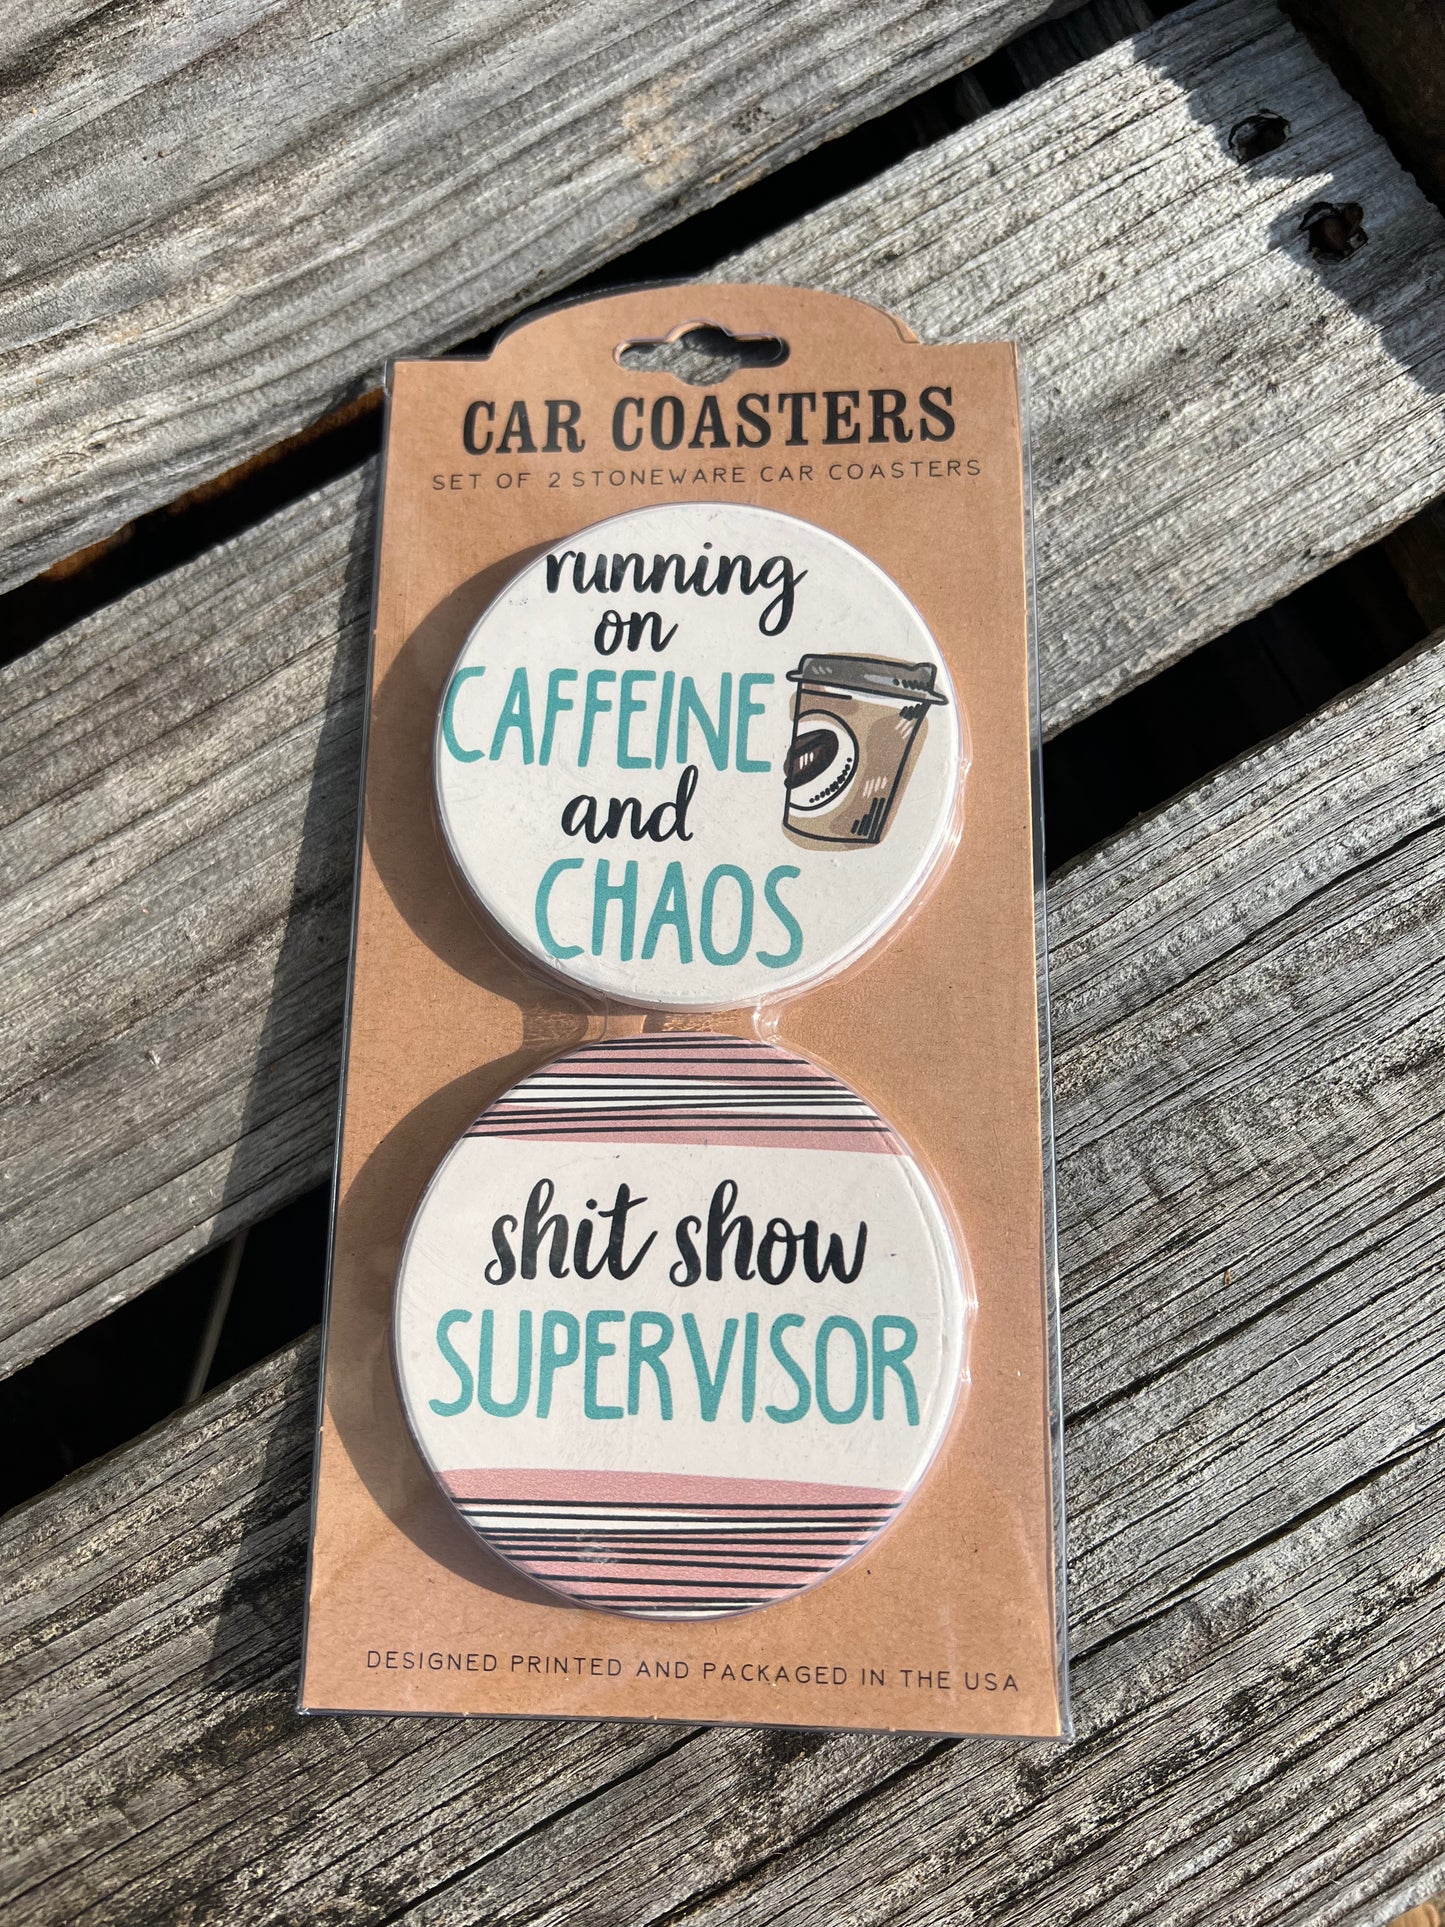 CAR COASTERS
SET OF 2 STONEWARE CAR COASTERS
running
on
CAFFEINE
and
CHAOS
shit show
SUPERVISOR
DESIGNED PRINTED AND PACKAGED IN THE USA